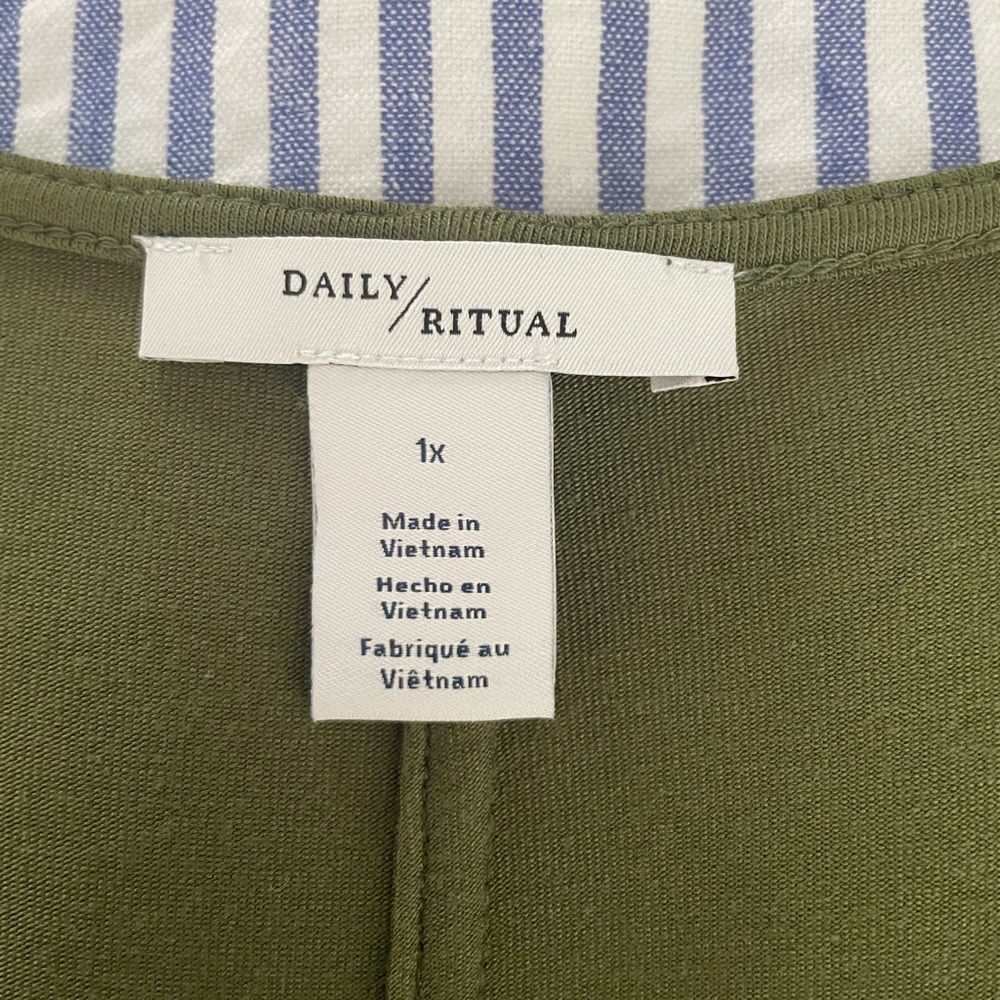 DAILY/
RITUAL
1x
Made in
Vietnam
Hecho en
Vietnam
Fabriqué au
Viêtnam